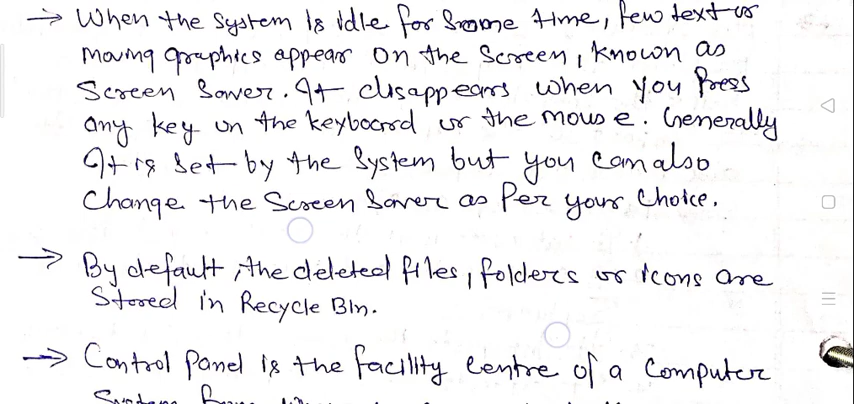 → When the System Is idle for Some time, few text or
moving graphics appear on the Screen, known as
Screen Saver. It disappears when you Press
any key on the keyboard or the mouse. Generally
It is Set by the System but you can also
Change the Screen Saver as Per your Choice.
→ By default, the deleted files, folders or icons are
Stored in Recycle Bin.
→ Control Panel is the facility Centre of a Computer
System